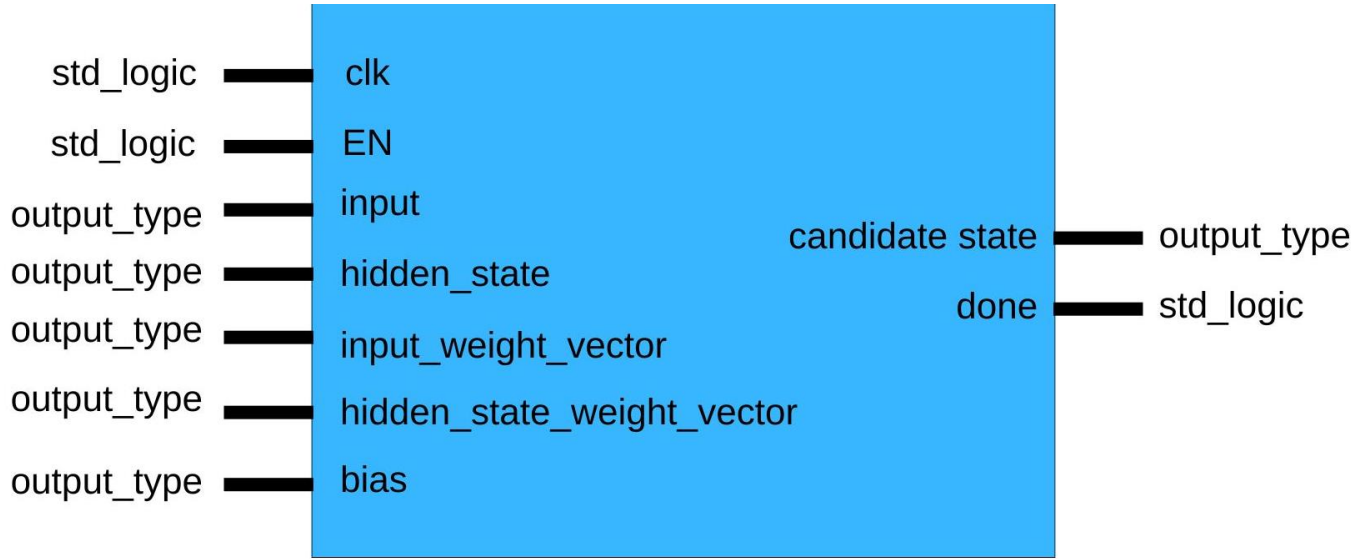 std_logic clk
std_logic EN
output_type input
output_type hidden_state
output_type input_weight_vector
output_type hidden_state_weight_vector
output_type bias
candidate state output_type
done std_logic